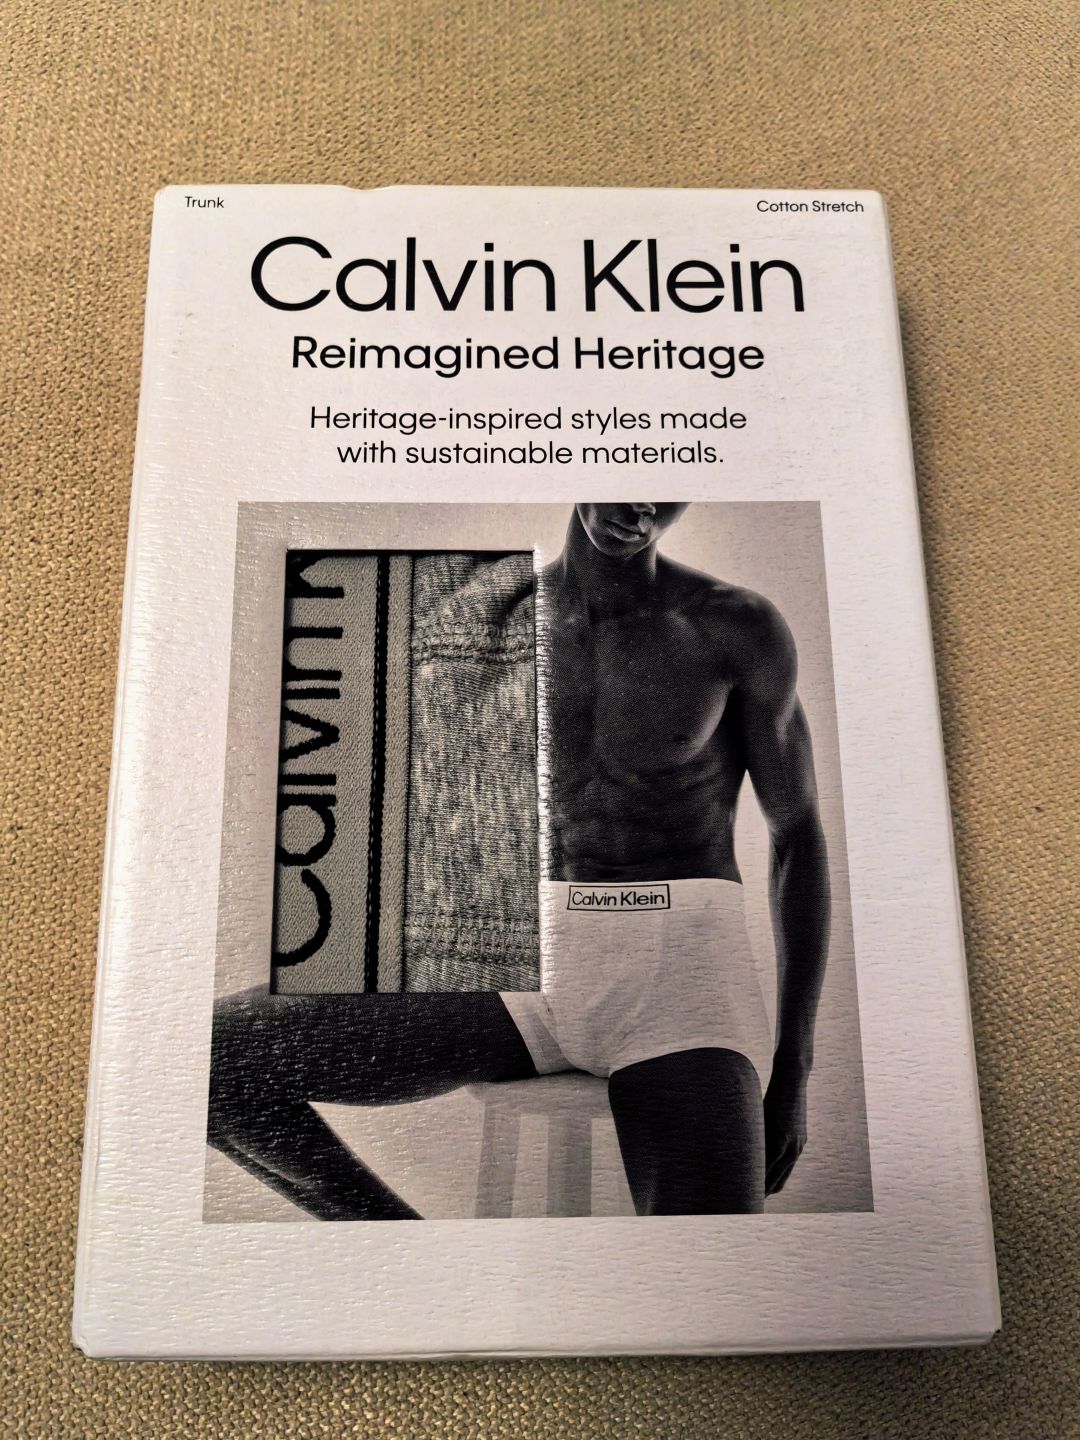 Trunk
Cotton Stretch
Calvin Klein
Reimagined Heritage
Heritage-inspired styles made
with sustainable materials.
Calvin
Calvin Klein